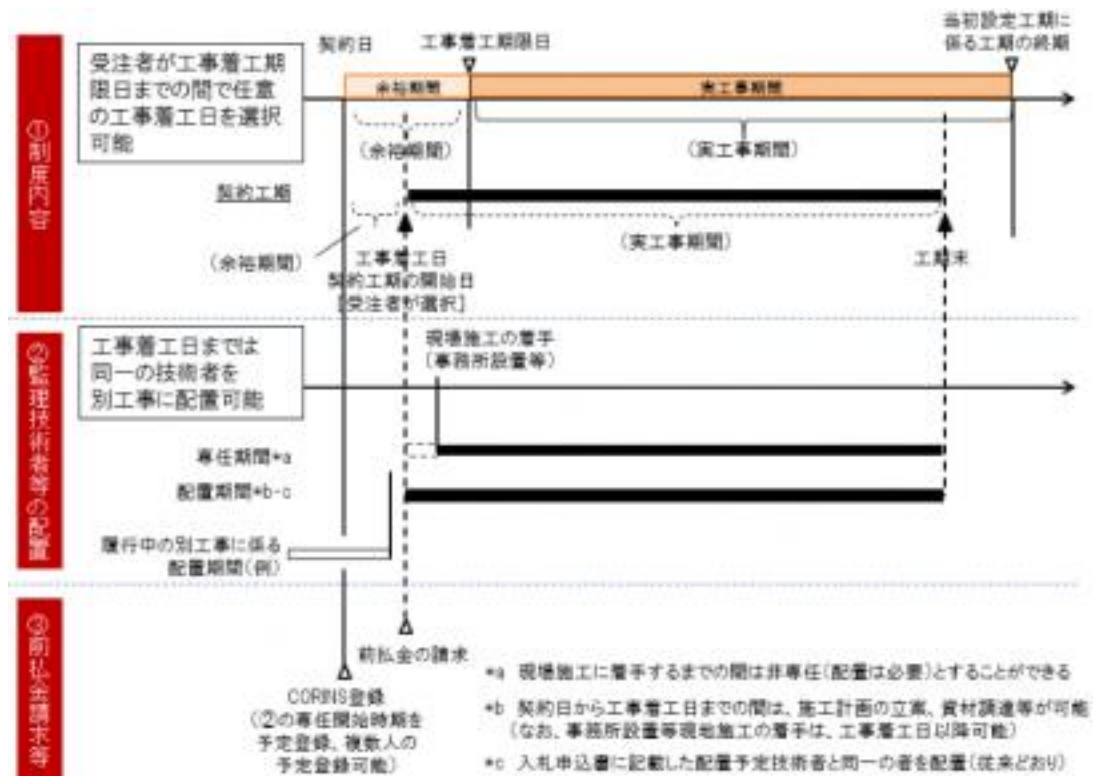 契約日
工事着工期限日
当初設定工期に
係る工期の終期
①制度内容
受注者が工事着工期
限日までの間で任意
の工事着工日を選択
可能
余裕期間
実工事期間
(余裕期間)
(実工事期間)
契約工期
(余裕期間)
(実工事期間)
工事着工日
契約工期の開始日
[受注者が選択]
工期末
②監理技術者等の配置
工事着工日までは
同一の技術者を
別工事に配置可能
現場施工の着手
(事務所設置等)
専任期間*a
配置期間*b-c
履行中の別工事に係る
配置期間(例)
③前払金請求等
前払金の請求
CORINS登録
(②の専任開始時期を
予定登録、複数人の
予定登録可能)
*a 現場施工に着手するまでの間は非専任(配置は必要)とすることができる
*b 契約日から工事着工日までの間は、施工計画の立案、資材調達等が可能
(なお、事務所設置等現地施工の着手は、工事着工日以降可能)
*c 入札申込書に記載した配置予定技術者と同一の者を配置(従来どおり)